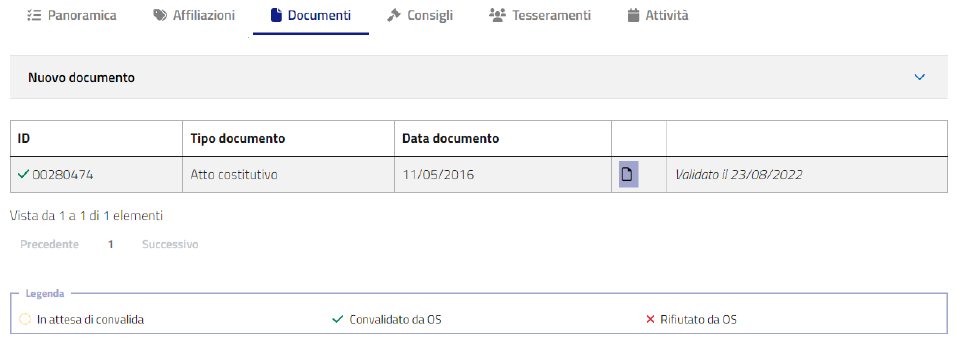 Panoramica Affiliazioni Documenti Consigli Tesseramenti Attività
Nuovo documento
ID Tipo documento Data documento
00280474 Atto costitutivo 11/05/2016 Validato il 23/08/2022
Vista da 1 a 1 di 1 elementi
Precedente 1 Successivo
Legenda
In attesa di convalida Convalidato da OS Rifiutato da OS